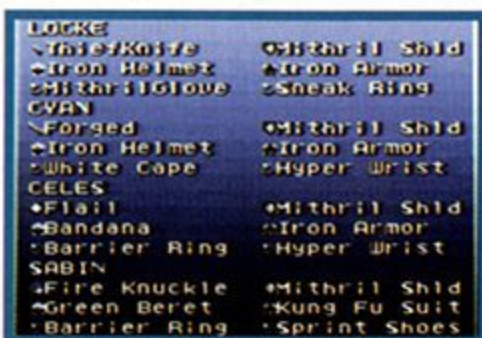 LOCKE
ThiefKnife Mithril Shld
Iron Helmet Iron Armor
MithrilGlove Sneak Ring
CYAN
Forged Mithril Shld
Iron Helmet Iron Armor
White Cape Hyper Wrist
CELES
Flail Mithril Shld
Bandana Iron Armor
Barrier Ring Hyper Wrist
SABIN
Fire Knuckle Mithril Shld
Green Beret Kung Fu Suit
Barrier Ring Sprint Shoes